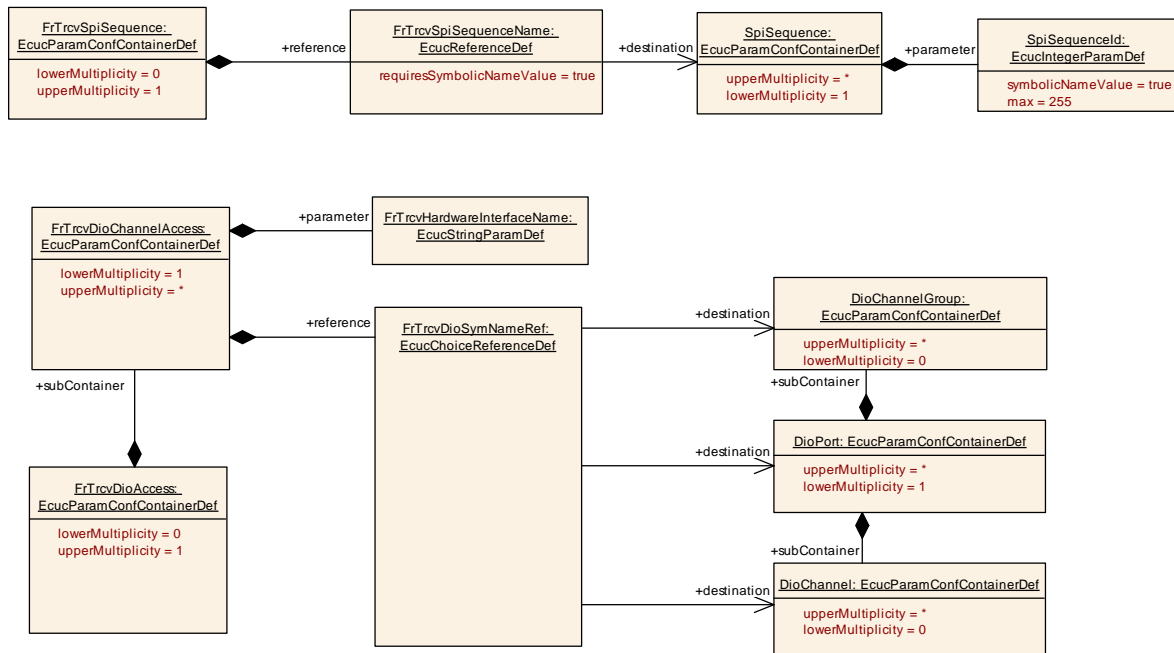 FrTrcvSpiSequence:
EcucParamConfContainerDef
lowerMultiplicity = 0
upperMultiplicity = 1
+reference
FrTrcvSpiSequenceName:
EcucReferenceDef
requiresSymbolicNameValue = true
+destination
SpiSequence:
EcucParamConfContainerDef
upperMultiplicity = *
lowerMultiplicity = 1
+parameter
SpiSequenceId:
EcucIntegerParamDef
symbolicNameValue = true
max = 255
FrTrcvDioChannelAccess:
EcucParamConfContainerDef
lowerMultiplicity = 1
upperMultiplicity = *
+parameter
FrTrcvHardwareInterfaceName:
EcucStringParamDef
+reference
FrTrcvDioSymNameRef:
EcucChoiceReferenceDef
+destination
DioChannelGroup:
EcucParamConfContainerDef
upperMultiplicity = *
lowerMultiplicity = 0
+subContainer
+subContainer
DioPort: EcucParamConfContainerDef
upperMultiplicity = *
lowerMultiplicity = 1
+destination
FrTrcvDioAccess:
EcucParamConfContainerDef
lowerMultiplicity = 0
upperMultiplicity = 1
+subContainer
+destination
DioChannel: EcucParamConfContainerDef
upperMultiplicity = *
lowerMultiplicity = 0